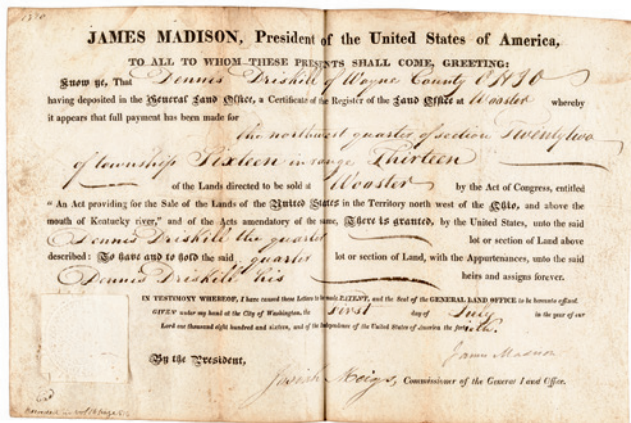 JAMES MADISON, President of the United States of America,
TO ALL TO WHOM THESE PRESENTS SHALL COME, GREETING:
Know ye, That Dennis Driskill of Wayne County OHIO
having deposited in the General Land Office, a Certificate of the Register of the Land Office at Wooster whereby
it appears that full payment has been made for
the northwest quarter of section Twenty two
of township Sixteen in range Thirteen
of the Lands directed to be sold at Wooster by the Act of Congress, entitled
"An Act providing for the Sale of the Lands of the United States in the Territory north west of the Ohio, and above the
mouth of Kentucky river," and of the Acts amendatory of the same, There is granted, by the United States, unto the said
Dennis Driskill the quarter lot or section of Land above
described: To have and to hold the said quarter lot or section of Land, with the Appurtenances, unto the said
Dennis Driskill his heirs and assigns forever.
IN TESTIMONY WHEREOF, I have caused these Letters to be made PATENT, and the Seal of the GENERAL LAND OFFICE to be hereunto affixed.
GIVEN under my hand at the City of Washington, the First day of July in the year of our
Lord one thousand eight hundred and sixteen, and of the Independence of the United States of America the
James Madison
By the President,
Josiah Meigs, Commissioner of the General Land Office.